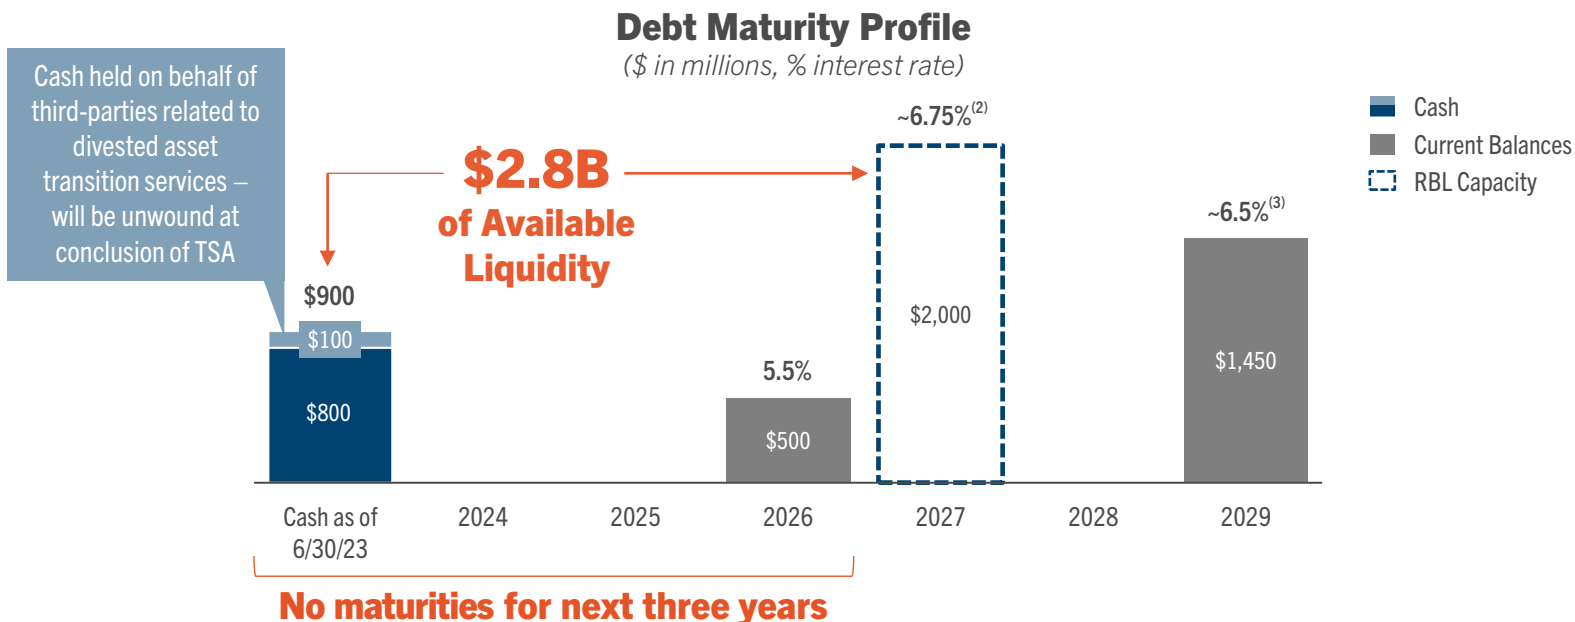 Debt Maturity Profile
($ in millions, % interest rate)
Cash held on behalf of
third-parties related to
divested asset
transition services –
will be unwound at
conclusion of TSA
$2.8B
of Available
Liquidity
~6.75%(2)
Cash
Current Balances
RBL Capacity
~6.5%(3)
$900
$100
$800
5.5%
$500
$2,000
$1,450
Cash as of
6/30/23
2024
2025
2026
2027
2028
2029
No maturities for next three years